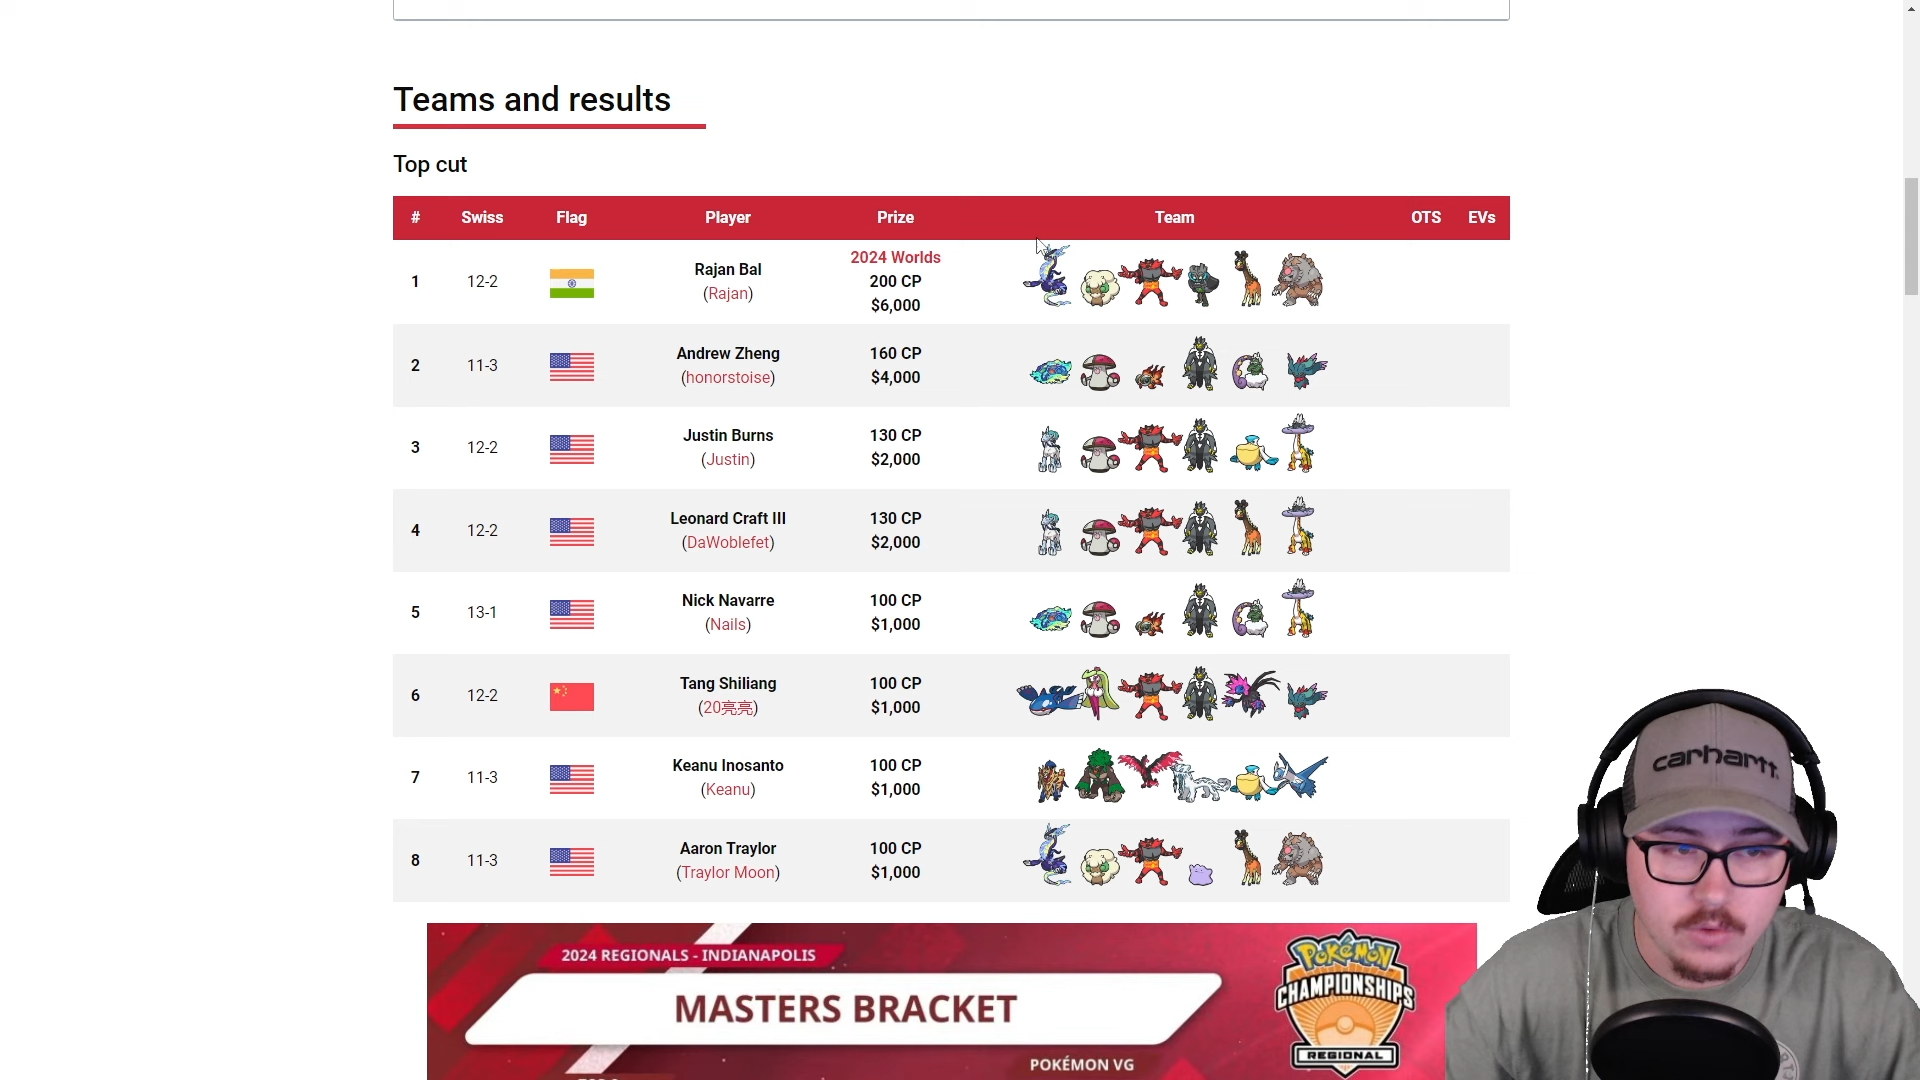 Teams and results
Top cut
# Swiss Flag Player Prize Team OTS EVs
1 12-2 Rajan Bal (Rajan) 2024 Worlds 200 CP $6,000
2 11-3 Andrew Zheng (honorstoise) 160 CP $4,000
3 12-2 Justin Burns (Justin) 130 CP $2,000
4 12-2 Leonard Craft III (DaWoblefet) 130 CP $2,000
5 13-1 Nick Navarre (Nails) 100 CP $1,000
6 12-2 Tang Shiliang (20亮亮) 100 CP $1,000
7 11-3 Keanu Inosanto (Keanu) 100 CP $1,000
8 11-3 Aaron Traylor (Traylor Moon) 100 CP $1,000
2024 REGIONALS - INDIANAPOLIS
MASTERS BRACKET
POKÉMON VG
POKéMON
CHAMPIONSHIPS
REGIONAL
carhartt